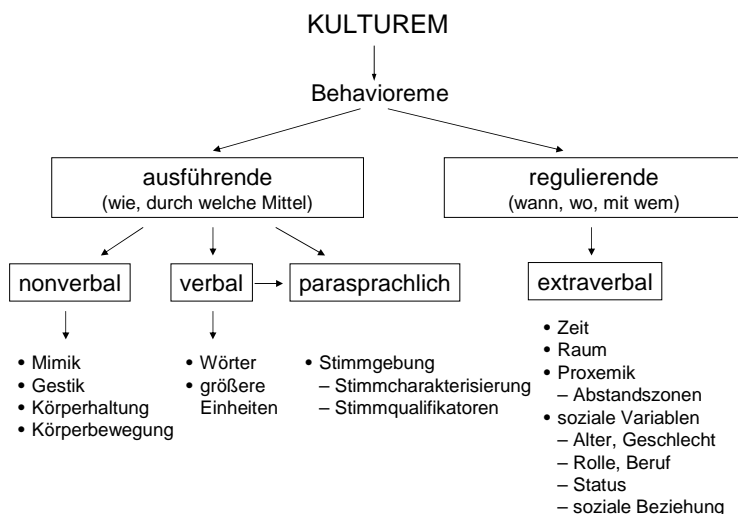 KULTUREM
Behavioreme
ausführende
(wie, durch welche Mittel)
regulierende
(wann, wo, mit wem)
nonverbal
verbal
parasprachlich
extraverbal
• Mimik
• Gestik
• Körperhaltung
• Körperbewegung
• Wörter
• größere
Einheiten
• Stimmgebung
– Stimmcharakterisierung
– Stimmqualifikatoren
• Zeit
• Raum
• Proxemik
– Abstandszonen
• soziale Variablen
– Alter, Geschlecht
– Rolle, Beruf
– Status
– soziale Beziehung